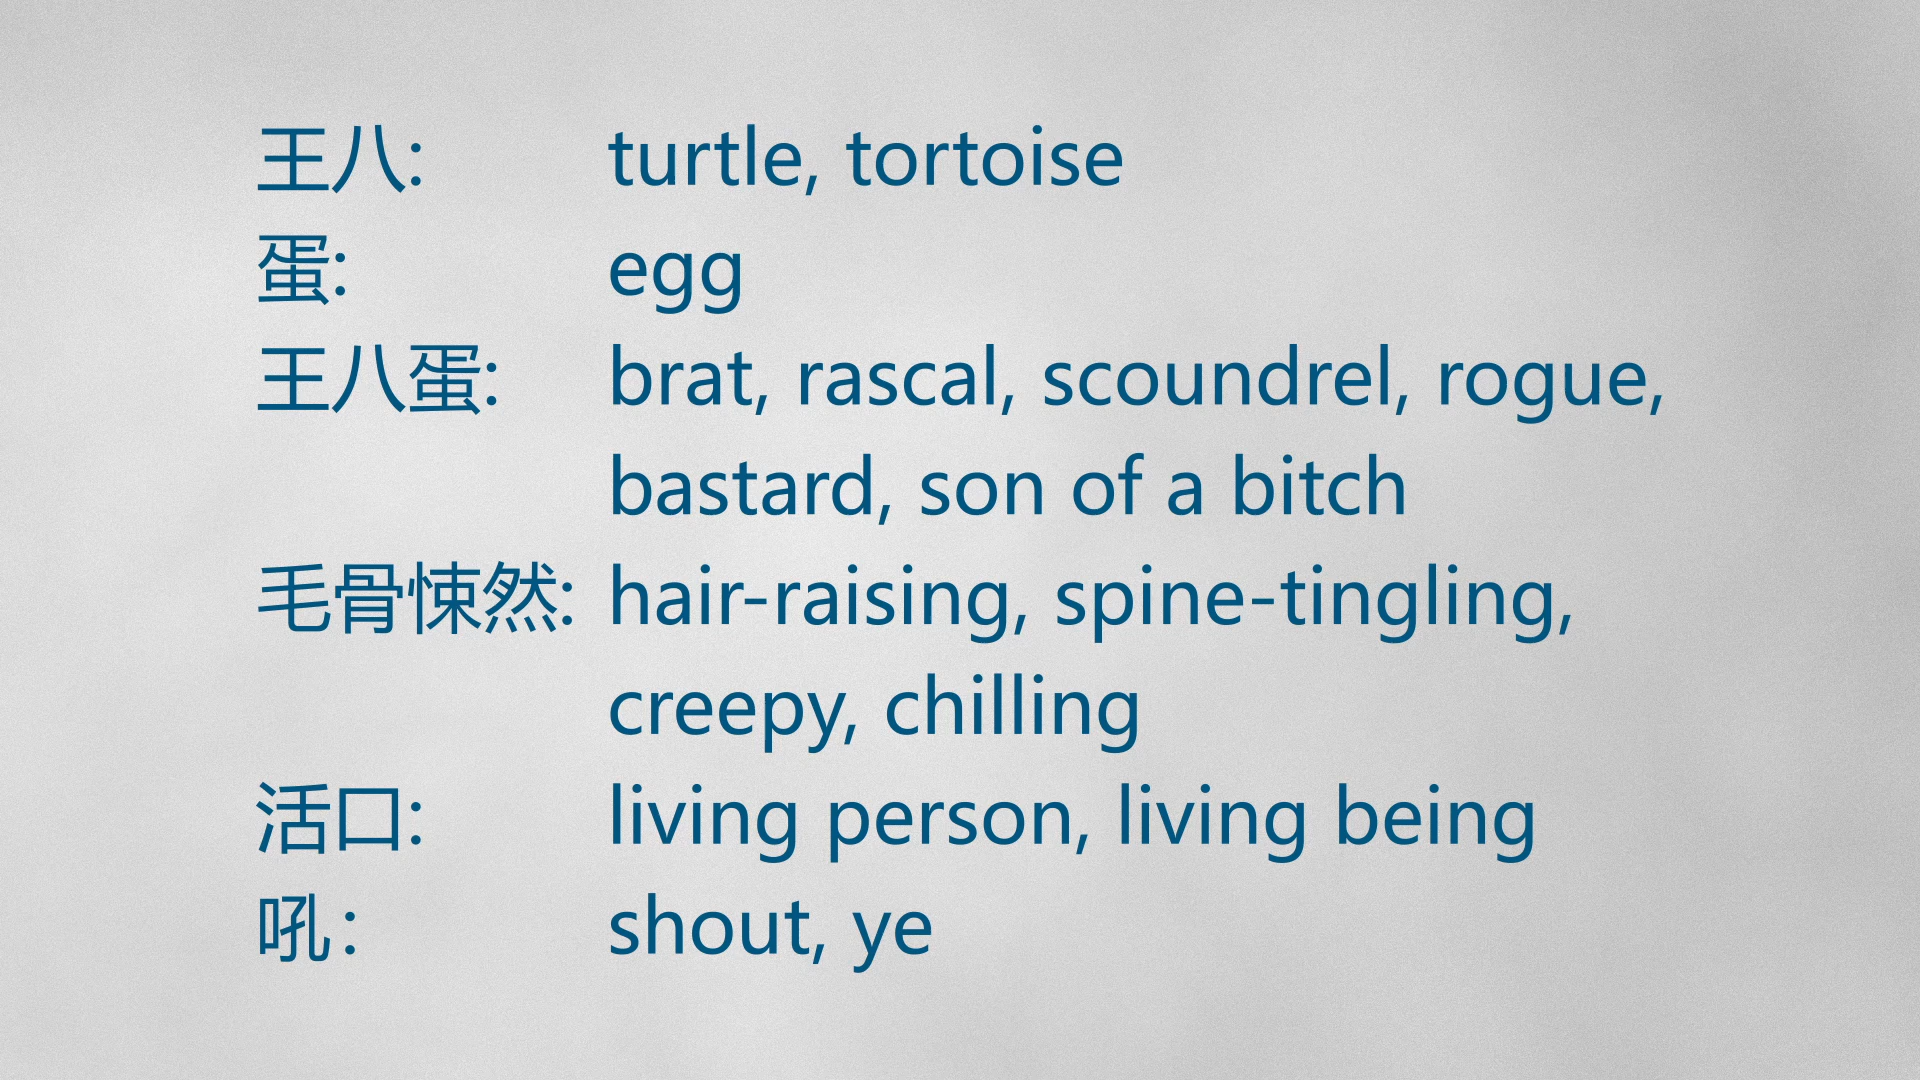 王八: turtle, tortoise
蛋: egg
王八蛋: brat, rascal, scoundrel, rogue,
bastard, son of a bitch
毛骨悚然: hair-raising, spine-tingling,
creepy, chilling
活口: living person, living being
吼: shout, ye